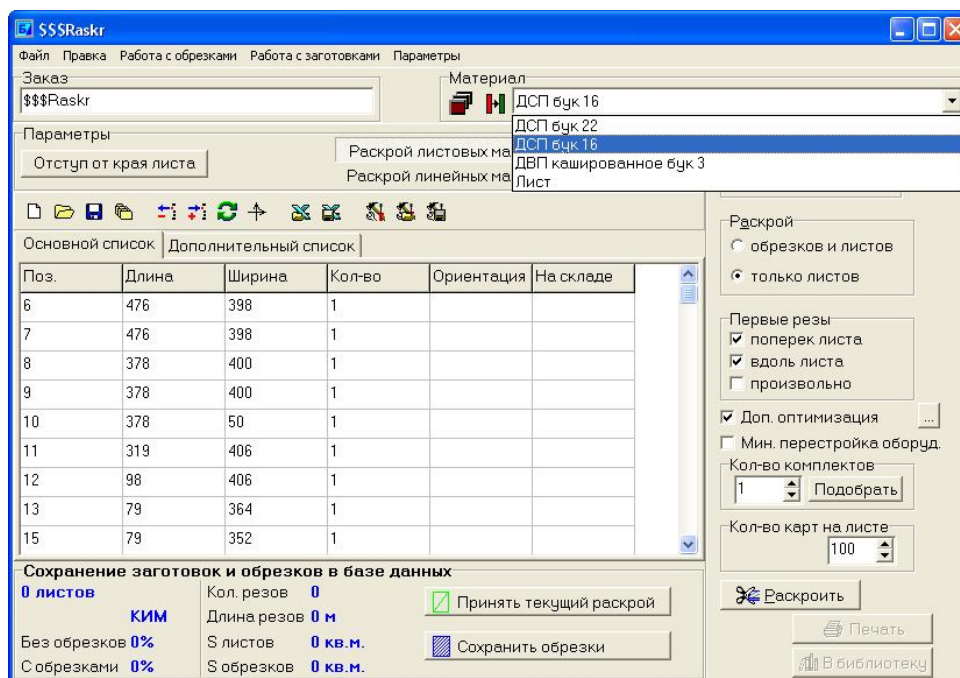 $$$Raskr
Файл Правка Работа с обрезками Работа с заготовками Параметры
Заказ
$$$Raskr
Материал
ДСП бук 16
ДСП бук 22
ДСП бук 16
ДВП кашированное бук 3
Лист
Параметры
Отступ от края листа
Раскрой листовых
Раскрой линейных
Основной список Дополнительный список
Поз. Длина Ширина Кол-во Ориентация На складе
6 476 398 1
7 476 398 1
8 378 400 1
9 378 400 1
10 378 50 1
11 319 406 1
12 98 406 1
13 79 364 1
15 79 352 1
Раскрой
обрезков и листов
только листов
Первые резы
поперек листа
вдоль листа
произвольно
Доп. оптимизация ...
Мин. перестройка оборуд.
Кол-во комплектов
1 Подобрать
Кол-во карт на листе
100
Раскроить
Печать
В библиотеку
Сохранение заготовок и обрезков в базе данных
0 листов
КИМ
Без обрезков 0%
С обрезками 0%
Кол. резов 0
Длина резов 0 м
S листов 0 кв.м.
S обрезков 0 кв.м.
Принять текущий раскрой
Сохранить обрезки